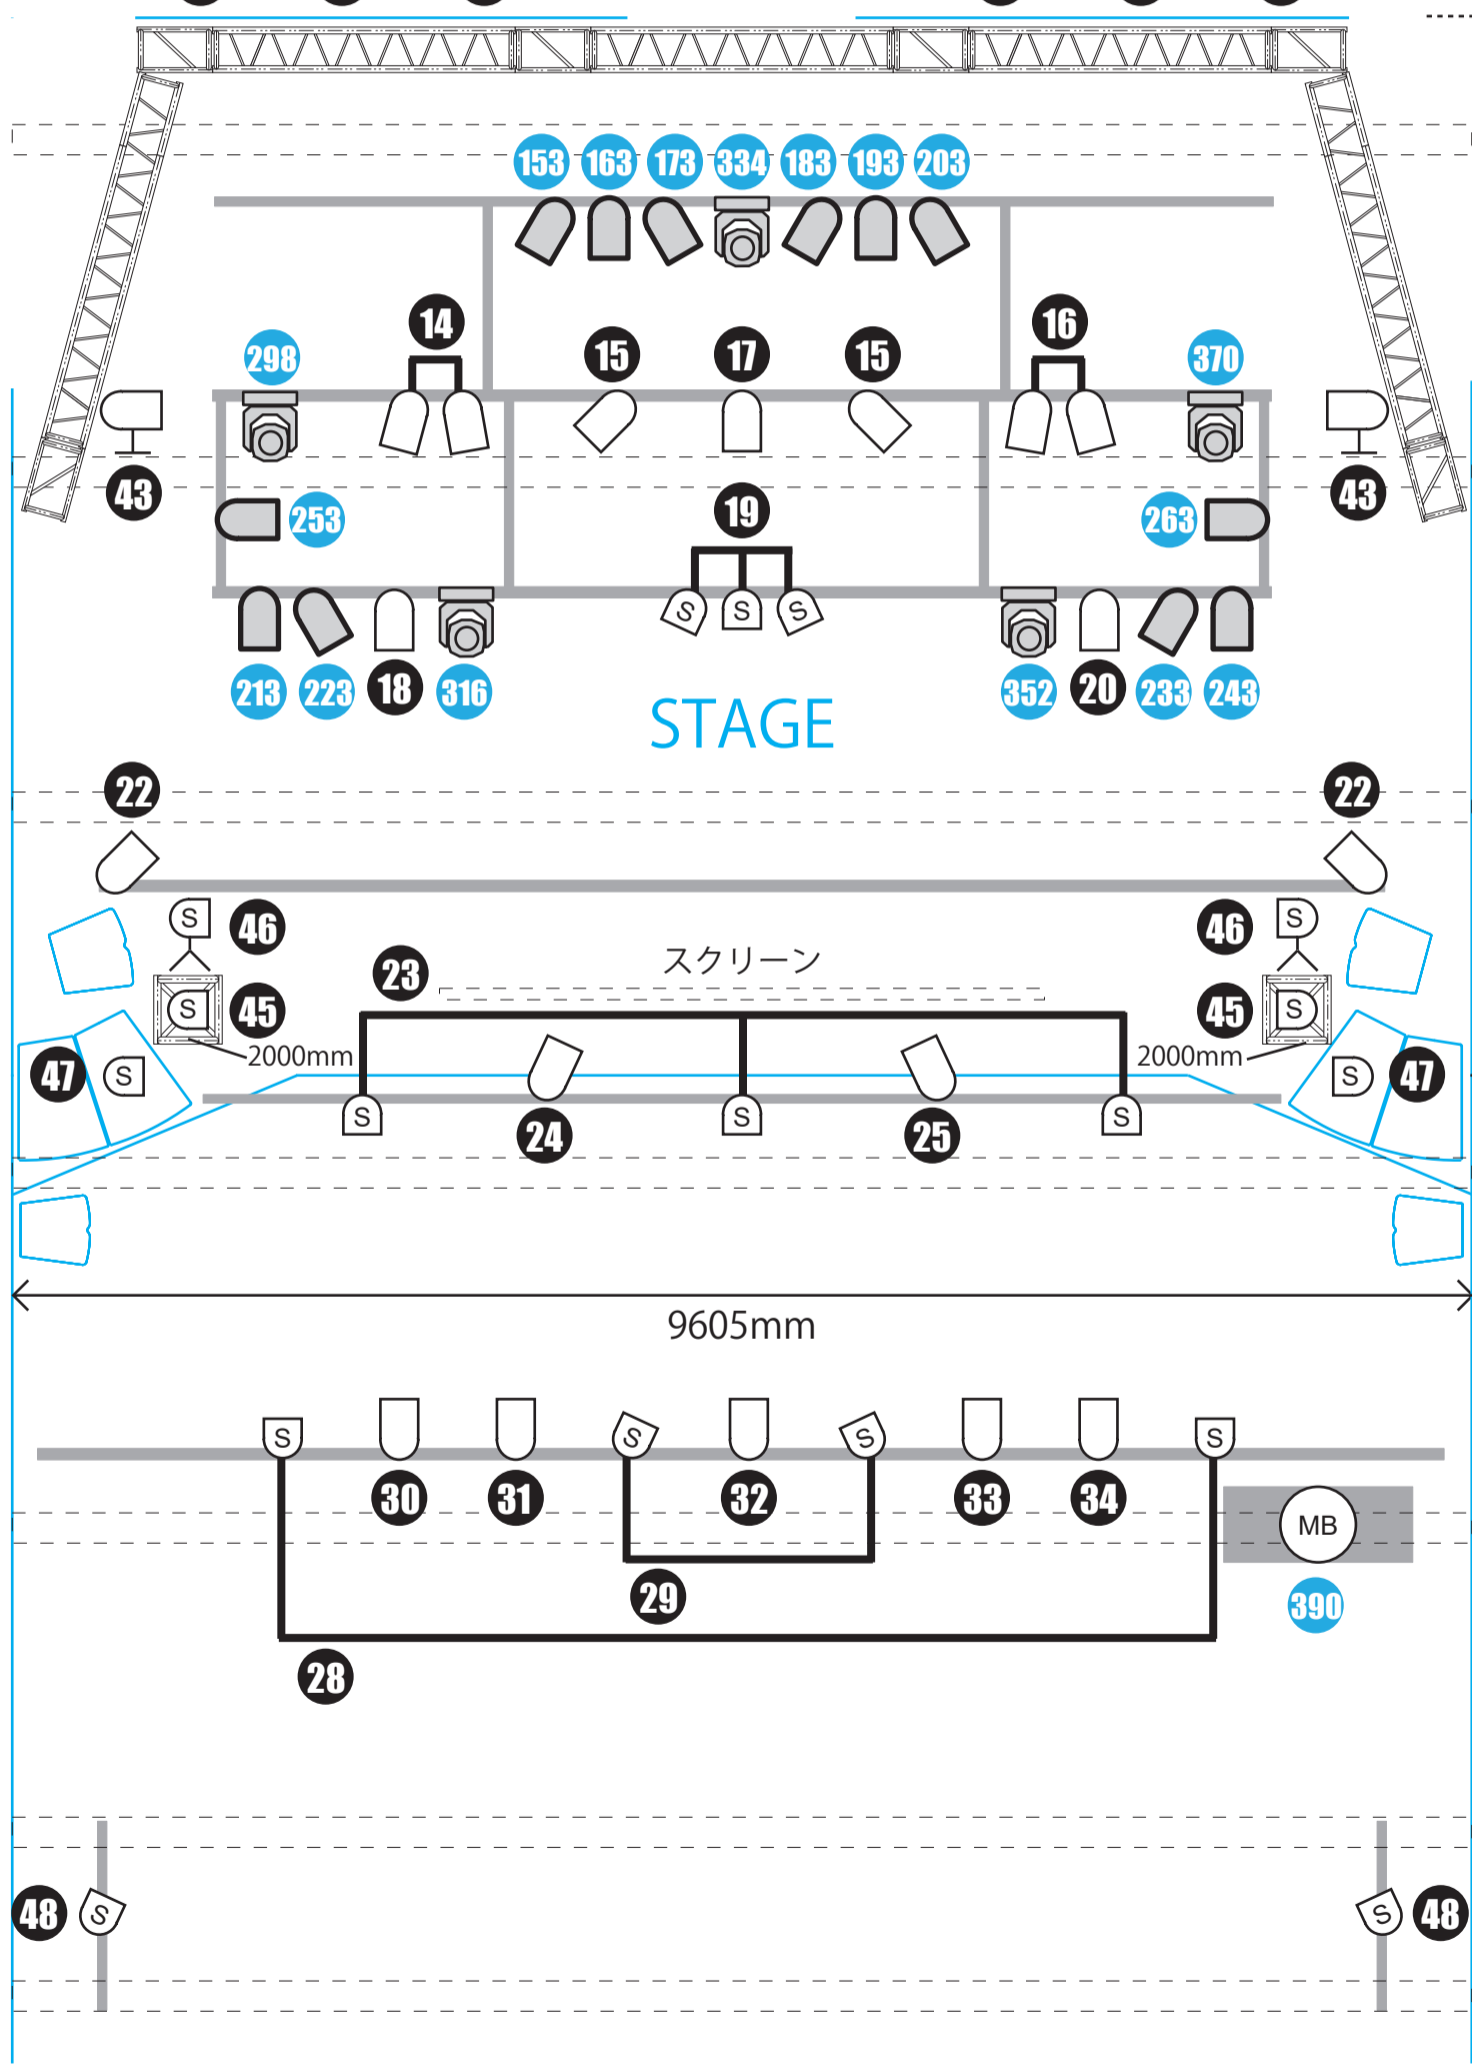 153 163 173 334 183 193 203
14 16
298 15 17 15 370
43 43
253 19 263
S S S
213 223 18 316 352 20 233 243
STAGE
22 22
S 46 46 S
23 スクリーン
S 45 45 S
2000mm 2000mm
47 S S 47
S S S
24 25
9605mm
S S S S
30 31 32 33 34
MB
29 390
28
48 S S 48